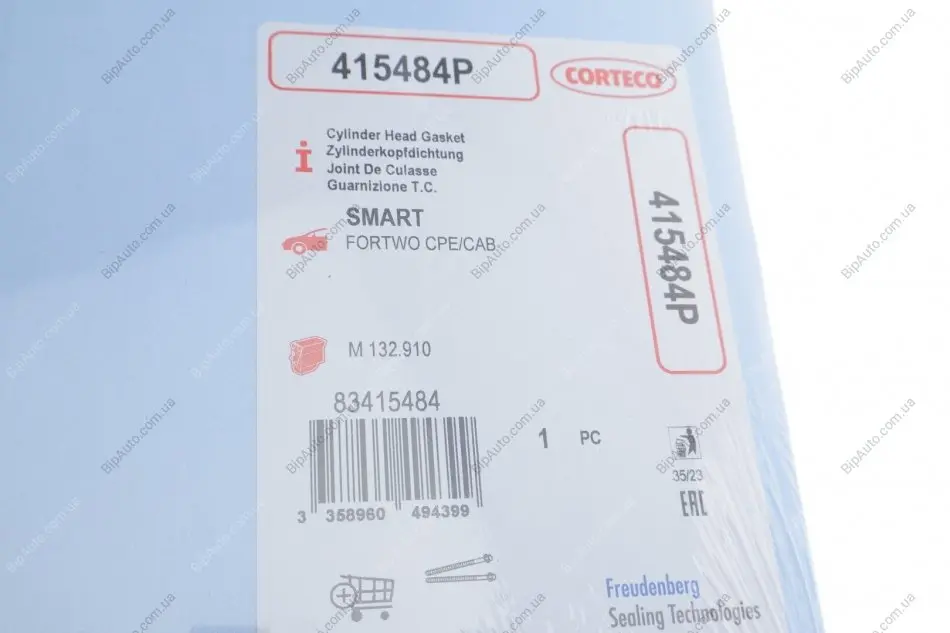 415484P
CORTECO
i
Cylinder Head Gasket
Zylinderkopfdichtung
Joint De Culasse
Guarnizione T.C.
SMART
FORTWO CPE/CAB
415484P
M 132.910
83415484
1 PC
3 358960 494399
35/23
EAC
Freudenberg
Sealing Technologies
BipAuto.com.ua